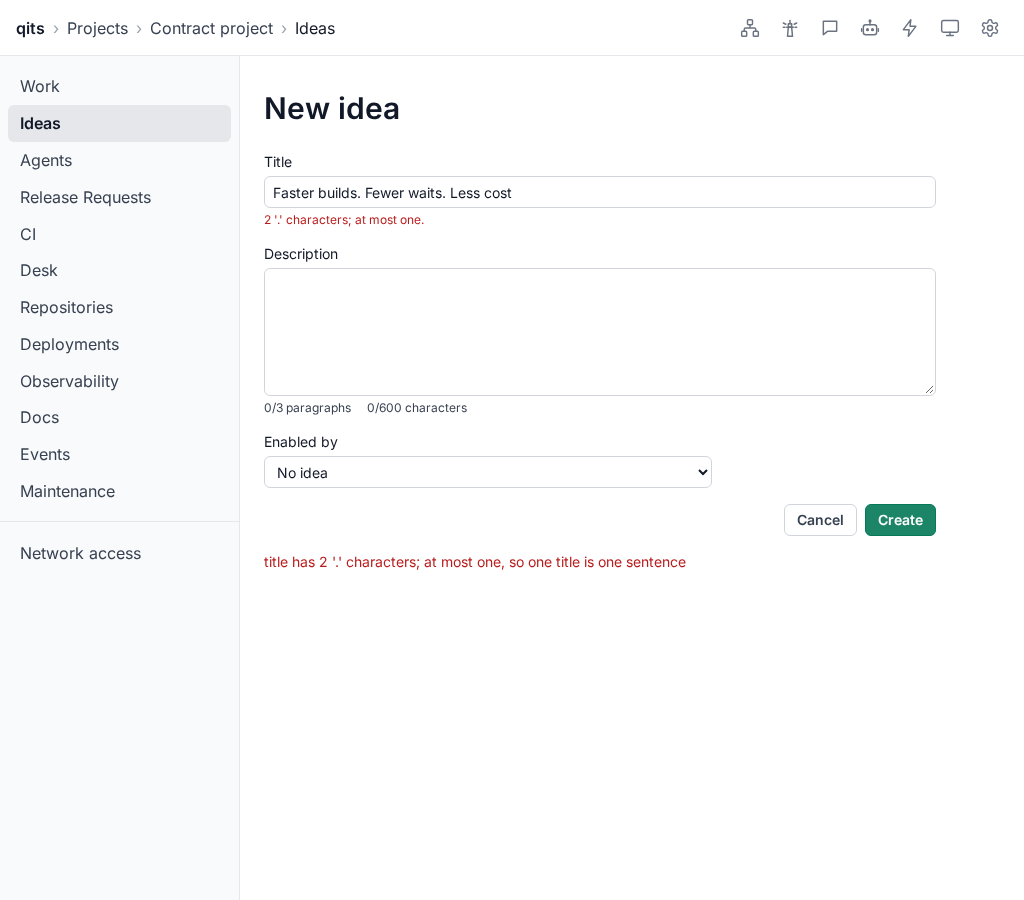 qits › Projects › Contract project › Ideas
Work
Ideas
Agents
Release Requests
CI
Desk
Repositories
Deployments
Observability
Docs
Events
Maintenance
Network access
New idea
Title
Faster builds. Fewer waits. Less cost
2 '.' characters; at most one.
Description
0/3 paragraphs 0/600 characters
Enabled by
No idea
Cancel Create
title has 2 '.' characters; at most one, so one title is one sentence